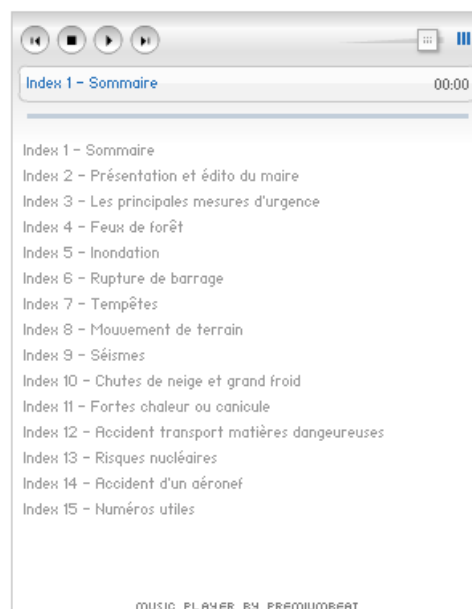 Index 1 - Sommaire
00:00
Index 1 - Sommaire
Index 2 - Présentation et édito du maire
Index 3 - Les principales mesures d'urgence
Index 4 - Feux de forêt
Index 5 - Inondation
Index 6 - Rupture de barrage
Index 7 - Tempêtes
Index 8 - Mouvement de terrain
Index 9 - Séismes
Index 10 - Chutes de neige et grand froid
Index 11 - Fortes chaleur ou canicule
Index 12 - Accident transport matières dangeureuses
Index 13 - Risques nucléaires
Index 14 - Accident d'un aéronef
Index 15 - Numéros utiles
MUSIC PLAYER BY PREMIUMBEAT